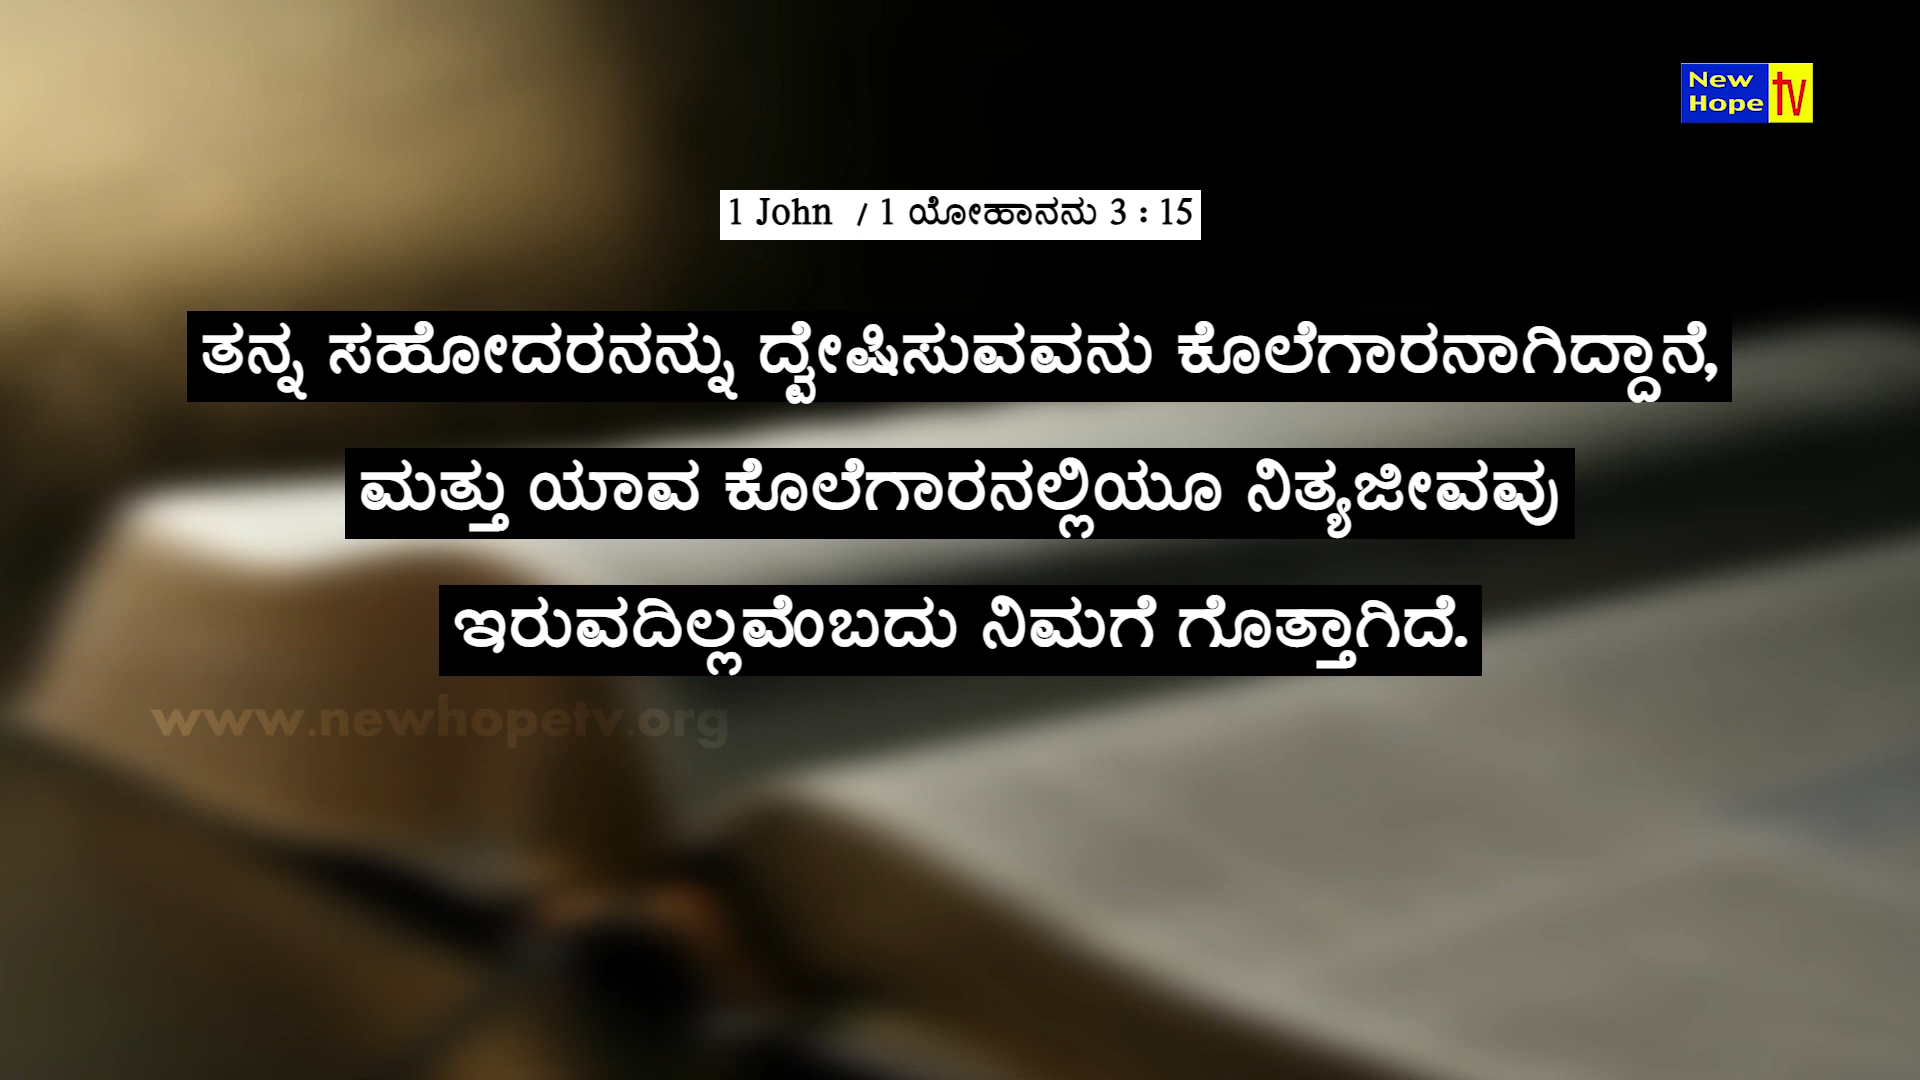 New
Hope
tv
1 John / 1 ಯೋಹಾನನು 3 : 15
ತನ್ನ ಸಹೋದರನನ್ನು ದ್ವೇಷಿಸುವವನು ಕೊಲೆಗಾರನಾಗಿದ್ದಾನೆ,
ಮತ್ತು ಯಾವ ಕೊಲೆಗಾರನಲ್ಲಿಯೂ ನಿತ್ಯಜೀವವು
ಇರುವದಿಲ್ಲವೆಂಬದು ನಿಮಗೆ ಗೊತ್ತಾಗಿದೆ.
www.newhopetv.org